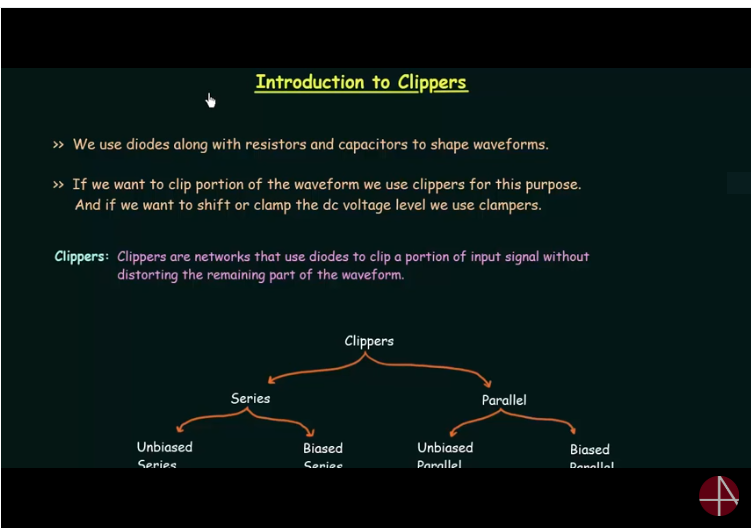 Introduction to Clippers
>> We use diodes along with resistors and capacitors to shape waveforms.
>> If we want to clip portion of the waveform we use clippers for this purpose.
And if we want to shift or clamp the dc voltage level we use clampers.
Clippers: Clippers are networks that use diodes to clip a portion of input signal without
distorting the remaining part of the waveform.
Clippers
Series Parallel
Unbiased Biased Unbiased Biased
Series Series Parallel Parallel